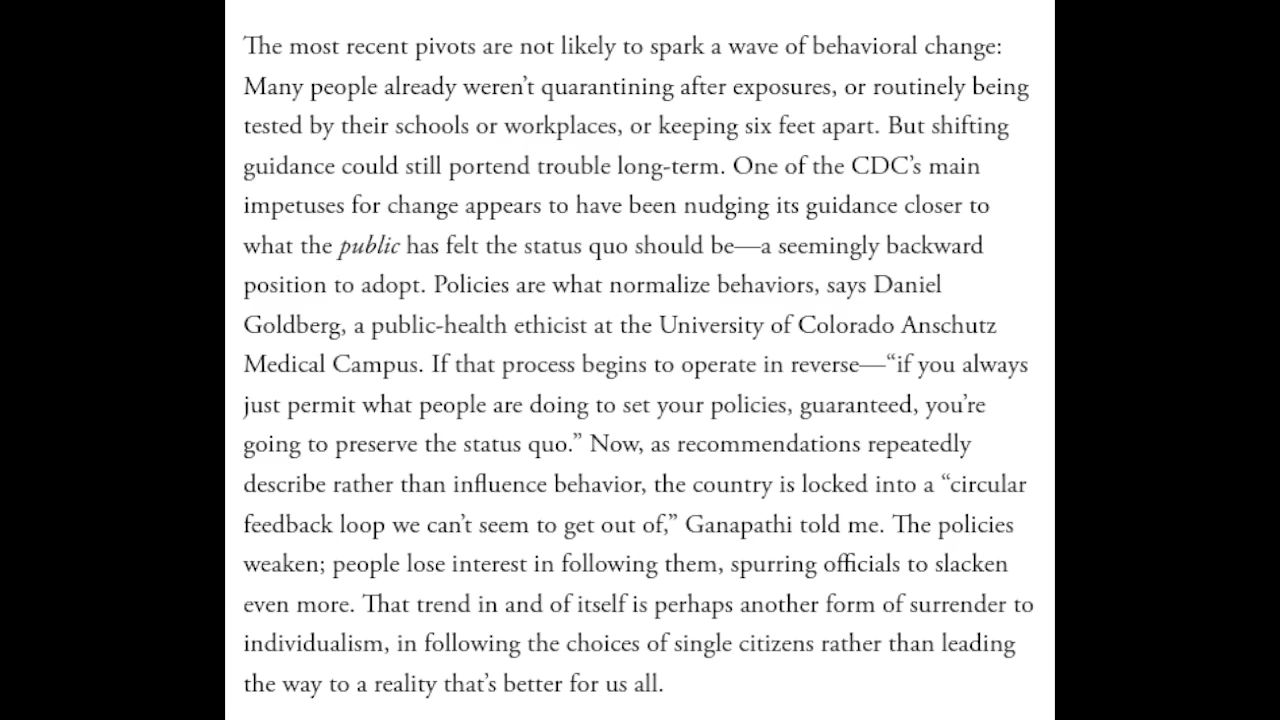 The most recent pivots are not likely to spark a wave of behavioral change:
Many people already weren’t quarantining after exposures, or routinely being
tested by their schools or workplaces, or keeping six feet apart. But shifting
guidance could still portend trouble long-term. One of the CDC’s main
impetuses for change appears to have been nudging its guidance closer to
what the public has felt the status quo should be—a seemingly backward
position to adopt. Policies are what normalize behaviors, says Daniel
Goldberg, a public-health ethicist at the University of Colorado Anschutz
Medical Campus. If that process begins to operate in reverse—“if you always
just permit what people are doing to set your policies, guaranteed, you’re
going to preserve the status quo.” Now, as recommendations repeatedly
describe rather than influence behavior, the country is locked into a “circular
feedback loop we can’t seem to get out of,” Ganapathi told me. The policies
weaken; people lose interest in following them, spurring officials to slacken
even more. That trend in and of itself is perhaps another form of surrender to
individualism, in following the choices of single citizens rather than leading
the way to a reality that’s better for us all.